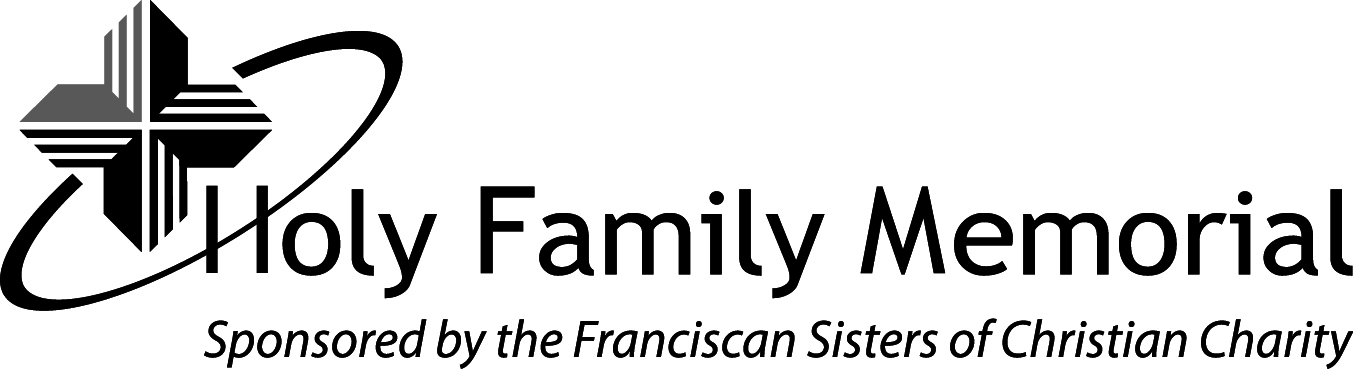 Holy Family Memorial
Sponsored by the Franciscan Sisters of Christian Charity